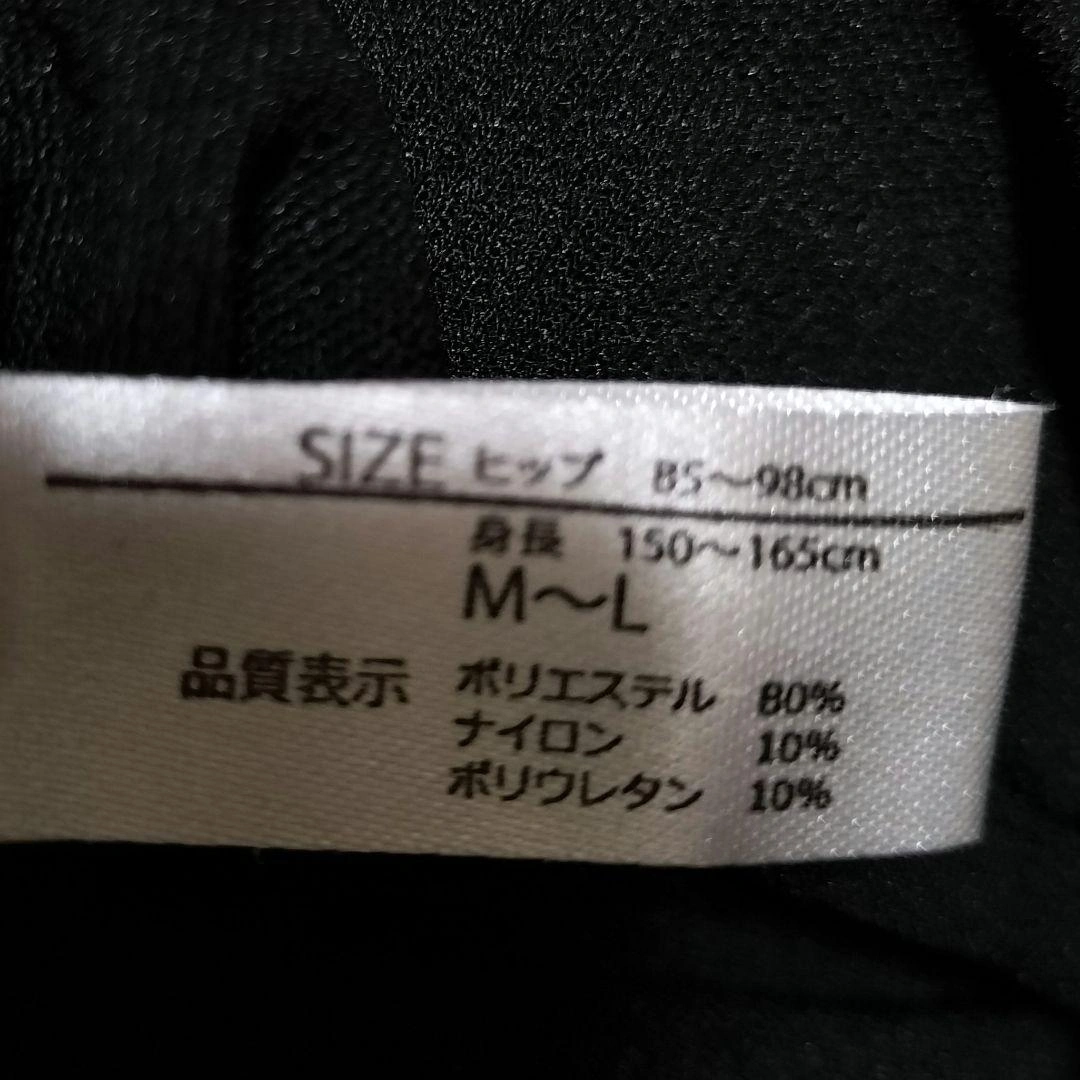 SIZE ヒップ 85～98cm
身長 150～165cm
M～L
品質表示 ポリエステル 80%
ナイロン 10%
ポリウレタン 10%